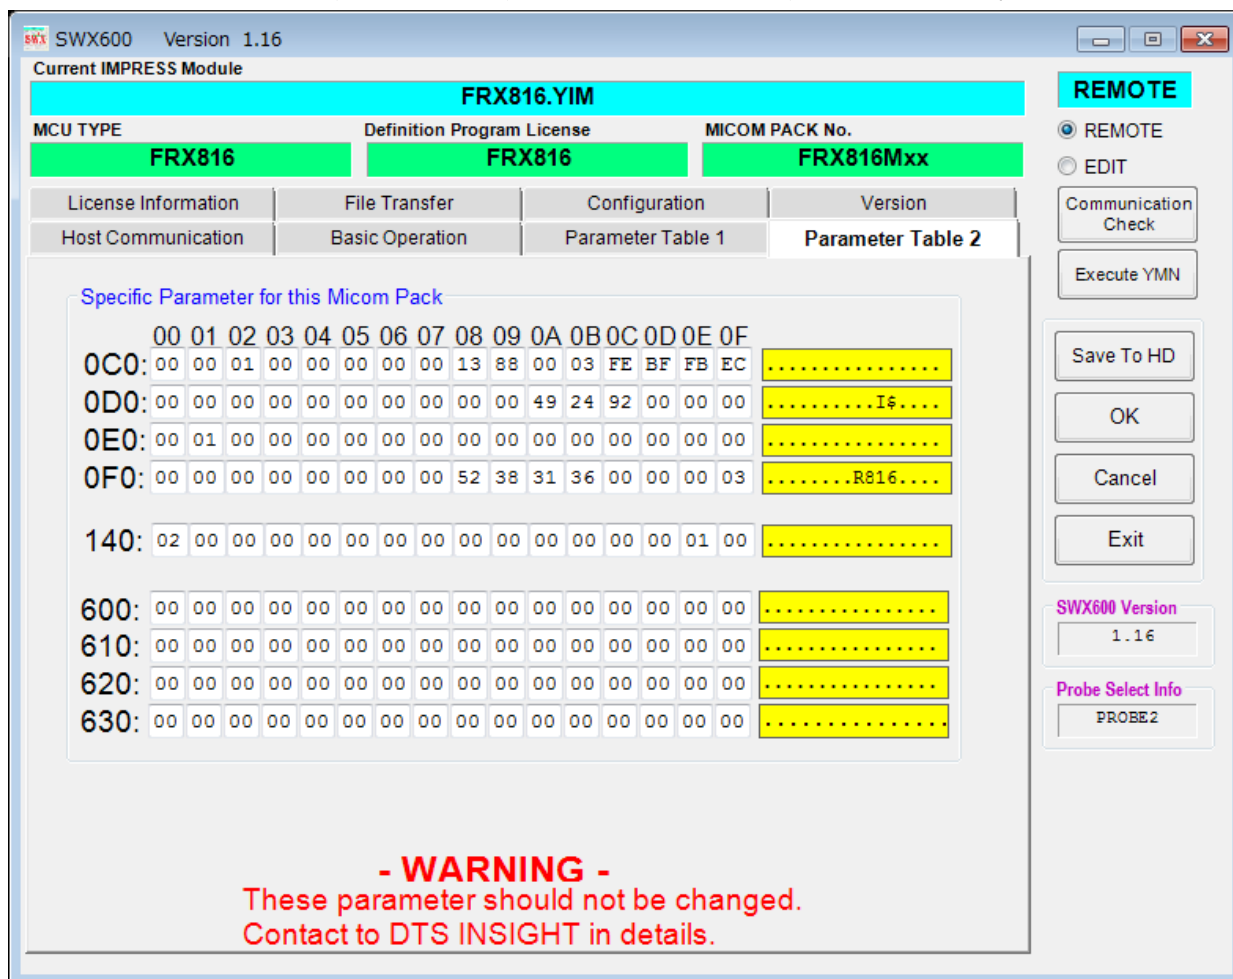 SWX600 Version 1.16
Current IMPRESS Module
FRX816.YIM
MCU TYPE Definition Program License MICOM PACK No.
FRX816 FRX816 FRX816Mxx
REMOTE
REMOTE
EDIT
License Information File Transfer Configuration Version
Host Communication Basic Operation Parameter Table 1 Parameter Table 2
Communication
Check
Execute YMN
Save To HD
OK
Cancel
Exit
SWX600 Version
1.16
Probe Select Info
PROBE2
Specific Parameter for this Micom Pack
00 01 02 03 04 05 06 07 08 09 0A 0B 0C 0D 0E 0F
0C0: 00 00 01 00 00 00 00 00 13 88 00 03 FE BF FB EC ................
0D0: 00 00 00 00 00 00 00 00 00 00 49 24 92 00 00 00 ..........I$....
0E0: 00 01 00 00 00 00 00 00 00 00 00 00 00 00 00 00 ................
0F0: 00 00 00 00 00 00 00 00 52 38 31 36 00 00 00 03 ........R816....
140: 02 00 00 00 00 00 00 00 00 00 00 00 00 00 01 00 ................
600: 00 00 00 00 00 00 00 00 00 00 00 00 00 00 00 00 ................
610: 00 00 00 00 00 00 00 00 00 00 00 00 00 00 00 00 ................
620: 00 00 00 00 00 00 00 00 00 00 00 00 00 00 00 00 ................
630: 00 00 00 00 00 00 00 00 00 00 00 00 00 00 00 00 ................
- WARNING -
These parameter should not be changed.
Contact to DTS INSIGHT in details.